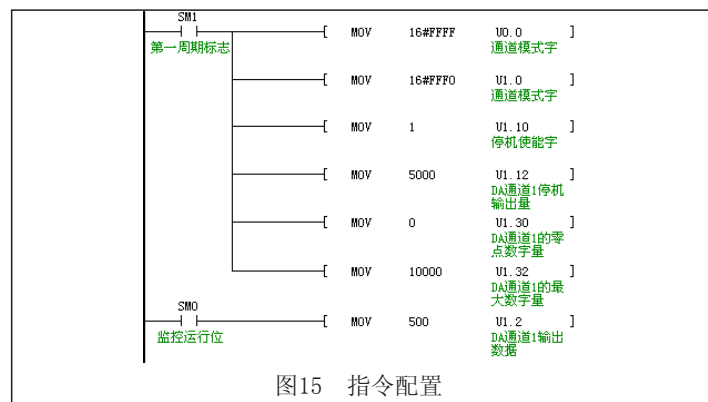 SM1
MOV 16#FFFF U0.0
第一周期标志
通道模式字
MOV 16#FFF0 U1.0
通道模式字
MOV 1 U1.10
停机使能字
MOV 5000 U1.12
DA通道1停机
输出量
MOV 0 U1.30
DA通道1的零
点数字量
MOV 10000 U1.32
DA通道1的最
大数字量
SM0
MOV 500 U1.2
监控运行位
DA通道1输出
数据
图15 指令配置